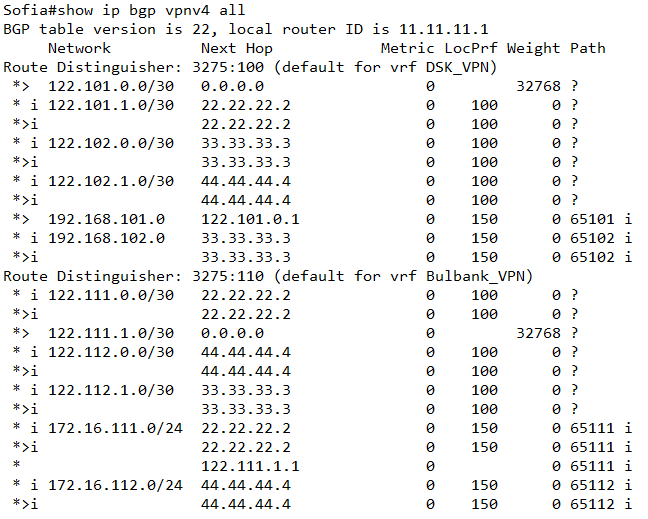 Sofia#show ip bgp vpnv4 all
BGP table version is 22, local router ID is 11.11.11.1
     Network          Next Hop            Metric LocPrf Weight Path
Route Distinguisher: 3275:100 (default for vrf DSK_VPN)
 *>  122.101.0.0/30   0.0.0.0                  0         32768 ?
 * i 122.101.1.0/30   22.22.22.2               0    100      0 ?
 *>i                  22.22.22.2               0    100      0 ?
 * i 122.102.0.0/30   33.33.33.3               0    100      0 ?
 *>i                  33.33.33.3               0    100      0 ?
 * i 122.102.1.0/30   44.44.44.4               0    100      0 ?
 *>i                  44.44.44.4               0    100      0 ?
 *>  192.168.101.0    122.101.0.1              0    150      0 65101 i
 * i 192.168.102.0    33.33.33.3               0    150      0 65102 i
 *>i                  33.33.33.3               0    150      0 65102 i
Route Distinguisher: 3275:110 (default for vrf Bulbank_VPN)
 * i 122.111.0.0/30   22.22.22.2               0    100      0 ?
 *>i                  22.22.22.2               0    100      0 ?
 *>  122.111.1.0/30   0.0.0.0                  0         32768 ?
 * i 122.112.0.0/30   44.44.44.4               0    100      0 ?
 *>i                  44.44.44.4               0    100      0 ?
 * i 122.112.1.0/30   33.33.33.3               0    100      0 ?
 *>i                  33.33.33.3               0    100      0 ?
 * i 172.16.111.0/24  22.22.22.2               0    150      0 65111 i
 *>i                  22.22.22.2               0    150      0 65111 i
 *                    122.111.1.1              0             0 65111 i
 * i 172.16.112.0/24  44.44.44.4               0    150      0 65112 i
 *>i                  44.44.44.4               0    150      0 65112 i